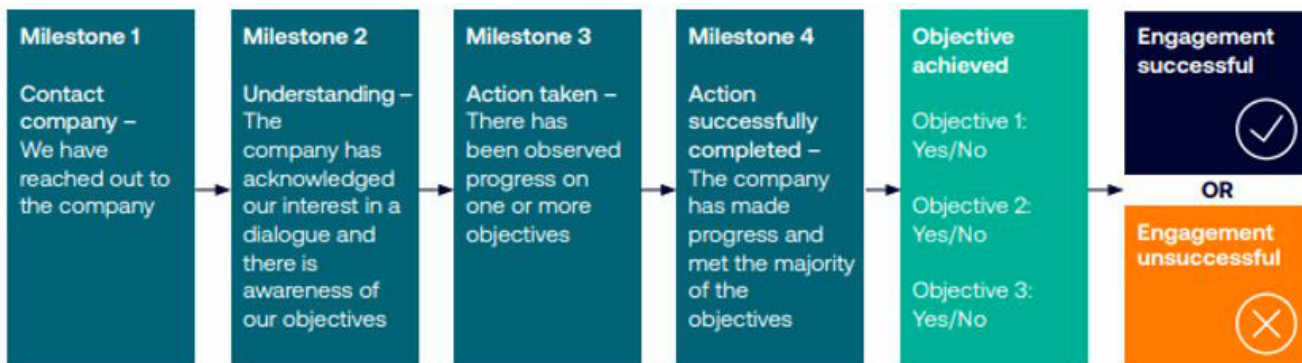 Milestone 1
Contact
company –
We have
reached out to
the company
Milestone 2
Understanding –
The
company has
acknowledged
our interest in a
dialogue and
there is
awareness of
our objectives
Milestone 3
Action taken –
There has
been observed
progress on
one or more
objectives
Milestone 4
Action
successfully
completed –
The company
has made
progress and
met the majority
of the
objectives
Objective
achieved
Objective 1:
Yes/No
Objective 2:
Yes/No
Objective 3:
Yes/No
Engagement
successful
OR
Engagement
unsuccessful